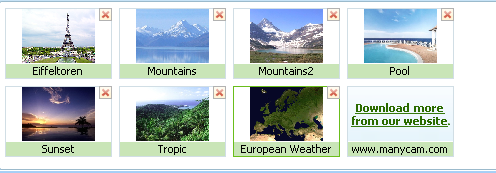 Eiffeltoren
Mountains
Mountains2
Pool
Sunset
Tropic
European Weather
Download more
from our website.
www.manycam.com